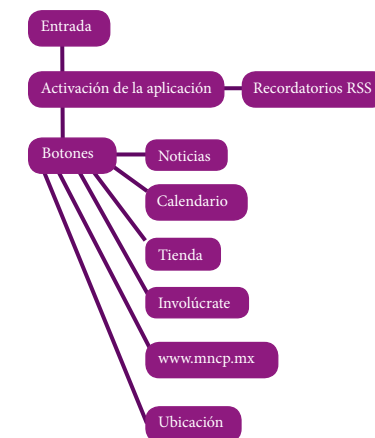 Entrada
Activación de la aplicación
Recordatorios RSS
Botones
Noticias
Calendario
Tienda
Involúcrate
www.mncp.mx
Ubicación